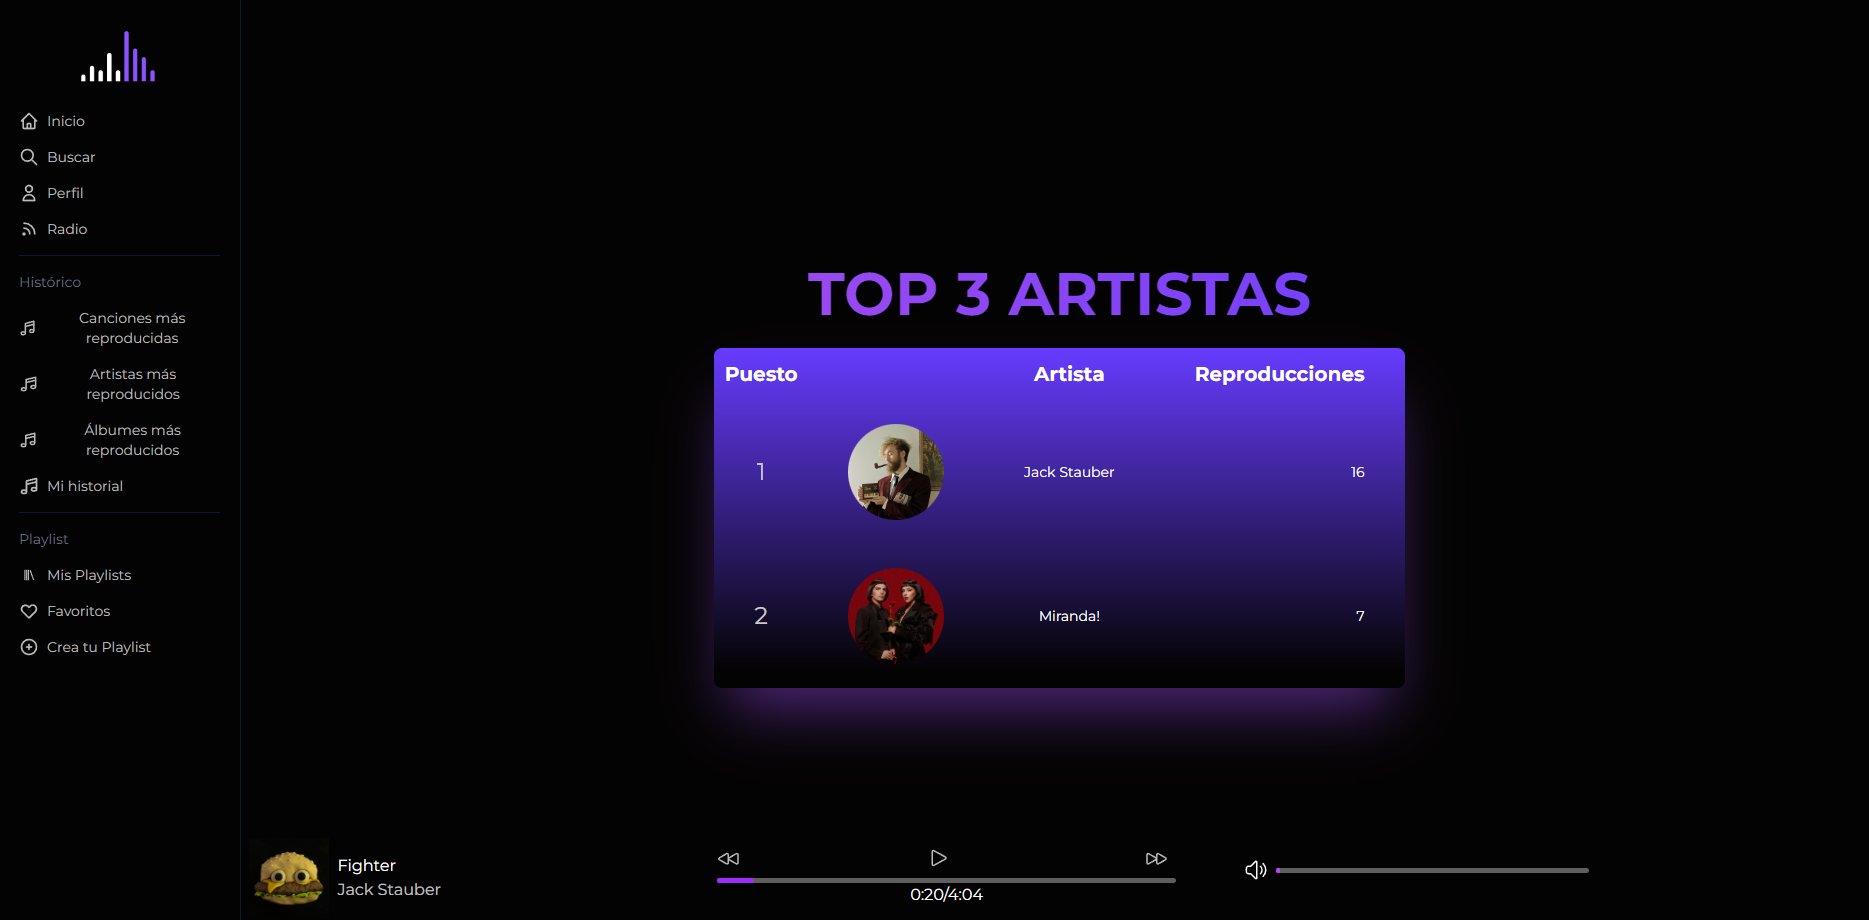 Inicio
Buscar
Perfil
Radio
Histórico
Canciones más
reproducidas
Artistas más
reproducidos
Álbumes más
reproducidos
Mi historial
Playlist
Mis Playlists
Favoritos
Crea tu Playlist
TOP 3 ARTISTAS
Puesto Artista Reproducciones
1 Jack Stauber 16
2 Miranda! 7
Fighter
Jack Stauber
0:20/4:04